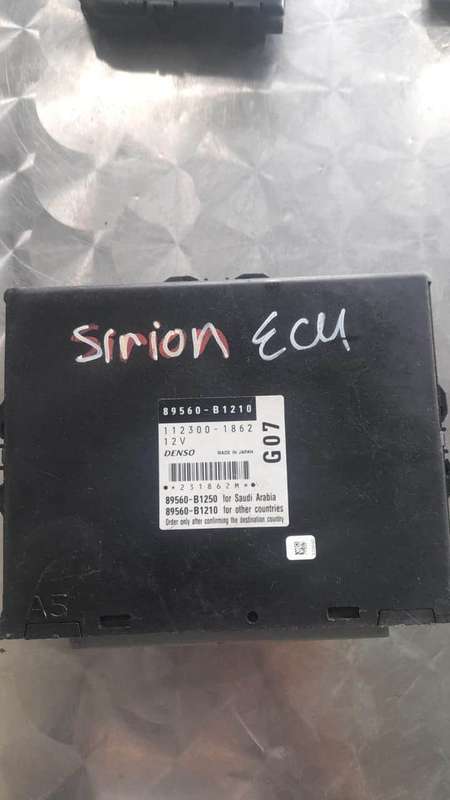 Sirion ECU
89560-B1210
112300-1862
12V
DENSO MADE IN JAPAN
G07
*231862M*
89560-B1250 for Saudi Arabia
89560-B1210 for other countries
Order only after confirming the destination country
A5